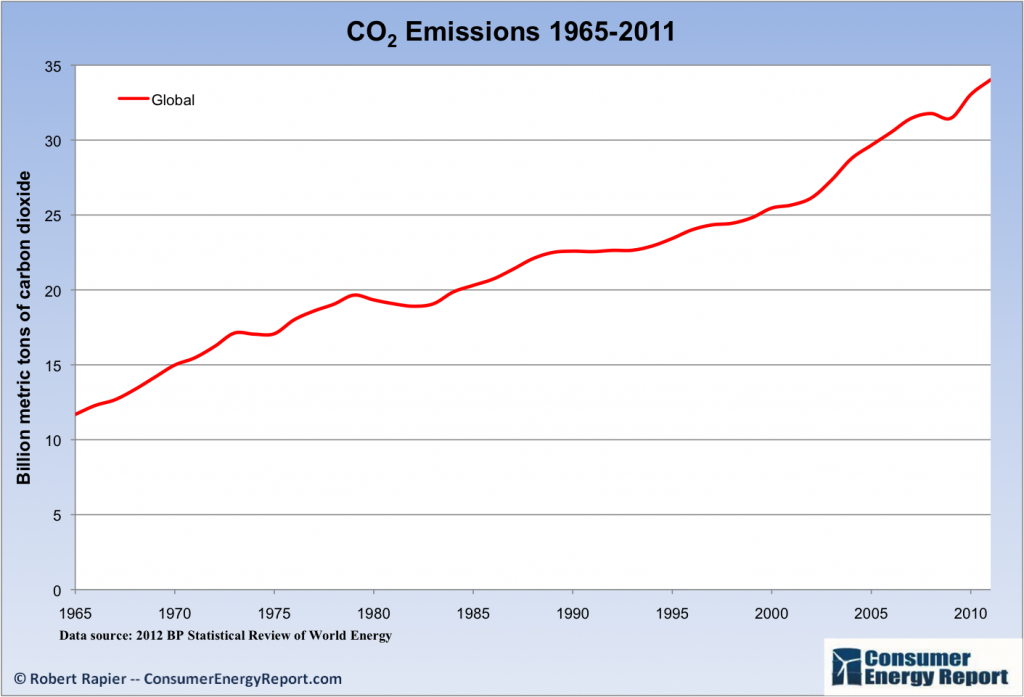 CO2 Emissions 1965-2011
Billion metric tons of carbon dioxide
35
30
25
20
15
10
5
0
Global
1965 1970 1975 1980 1985 1990 1995 2000 2005 2010
Data source: 2012 BP Statistical Review of World Energy
© Robert Rapier -- ConsumerEnergyReport.com
Consumer
Energy Report